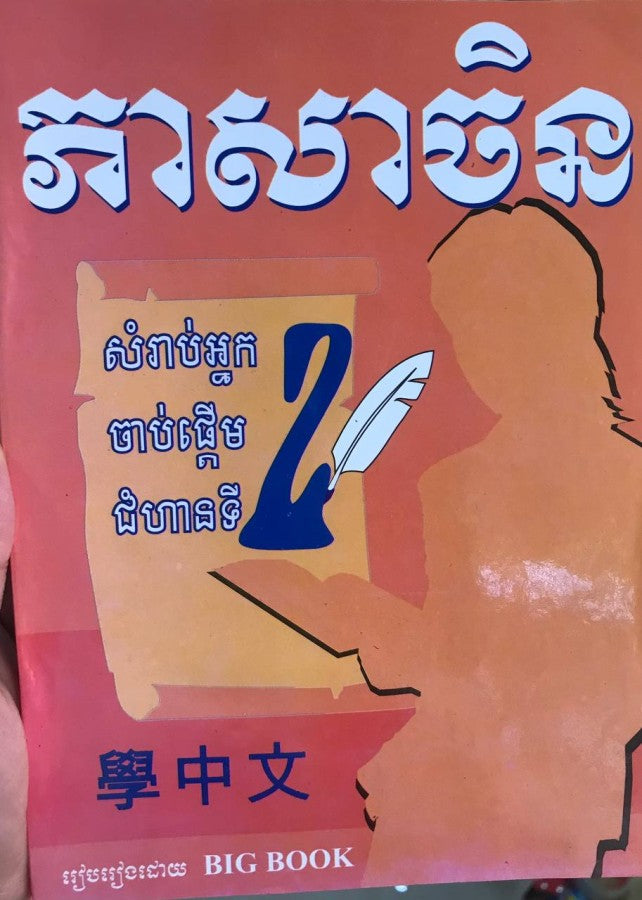 ភាសាចិន
សំរាប់អ្នក
ចាប់ផ្ដើម
ជំហានទី 2
學中文
រៀបរៀងដោយ BIG BOOK